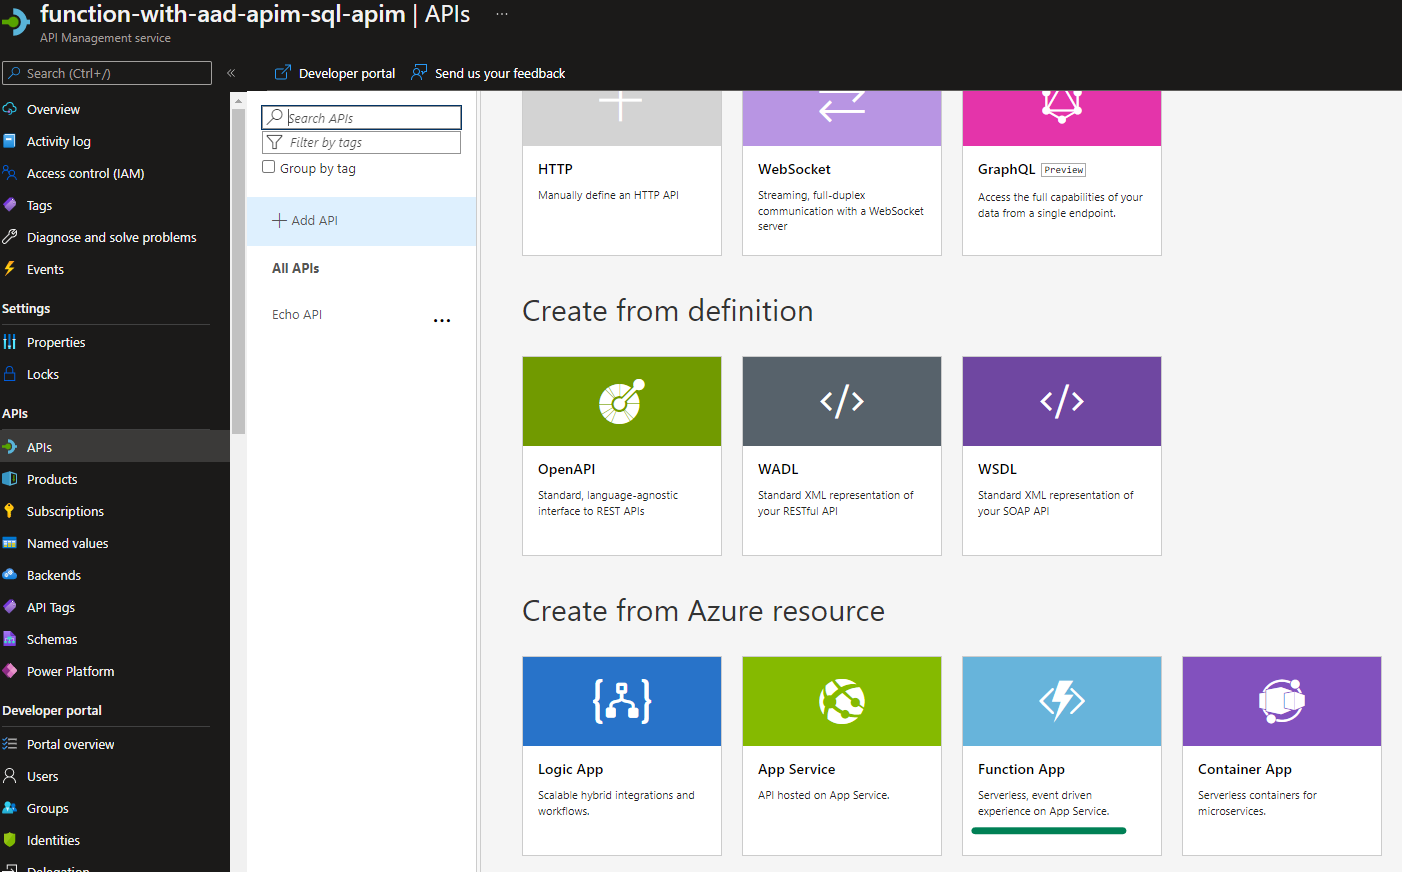 function-with-aad-apim-sql-apim | APIs ...
API Management service
Search (Ctrl+/)
«
Developer portal
Send us your feedback
Overview
Activity log
Access control (IAM)
Tags
Diagnose and solve problems
Events
Settings
Properties
Locks
APIs
APIs
Products
Subscriptions
Named values
Backends
API Tags
Schemas
Power Platform
Developer portal
Portal overview
Users
Groups
Identities
Delegation
Search APIs
Filter by tags
Group by tag
+ Add API
All APIs
Echo API
...
HTTP
Manually define an HTTP API
WebSocket
Streaming, full-duplex
communication with a WebSocket
server
GraphQL Preview
Access the full capabilities of your
data from a single endpoint.
Create from definition
OpenAPI
Standard, language-agnostic
interface to REST APIs
WADL
Standard XML representation of
your RESTful API
WSDL
Standard XML representation of
your SOAP API
Create from Azure resource
Logic App
Scalable hybrid integrations and
workflows.
App Service
API hosted on App Service.
Function App
Serverless, event driven
experience on App Service.
Container App
Serverless containers for
microservices.